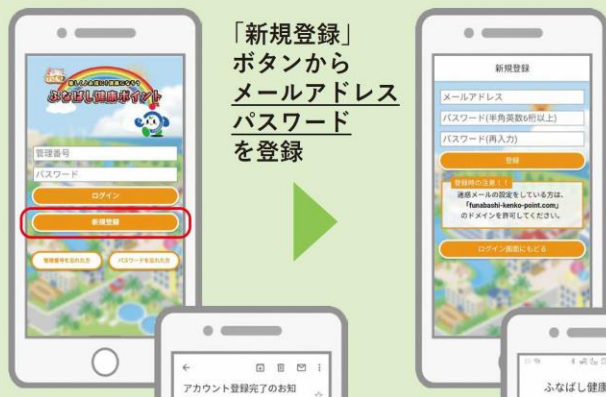 「新規登録」
ボタンから
メールアドレス
パスワード
を登録
ふなばし健康ポイント
管理番号
パスワード
ログイン
新規登録
管理番号を忘れた方
パスワードを忘れた方
新規登録
メールアドレス
パスワード(半角英数6桁以上)
パスワード(再入力)
登録
登録時の注意！！
迷惑メールの設定をしている方は、
「funabashi-kenko-point.com」
のドメインを許可してください。
ログイン画面にもどる
アカウント登録完了のお知
ふなばし健康